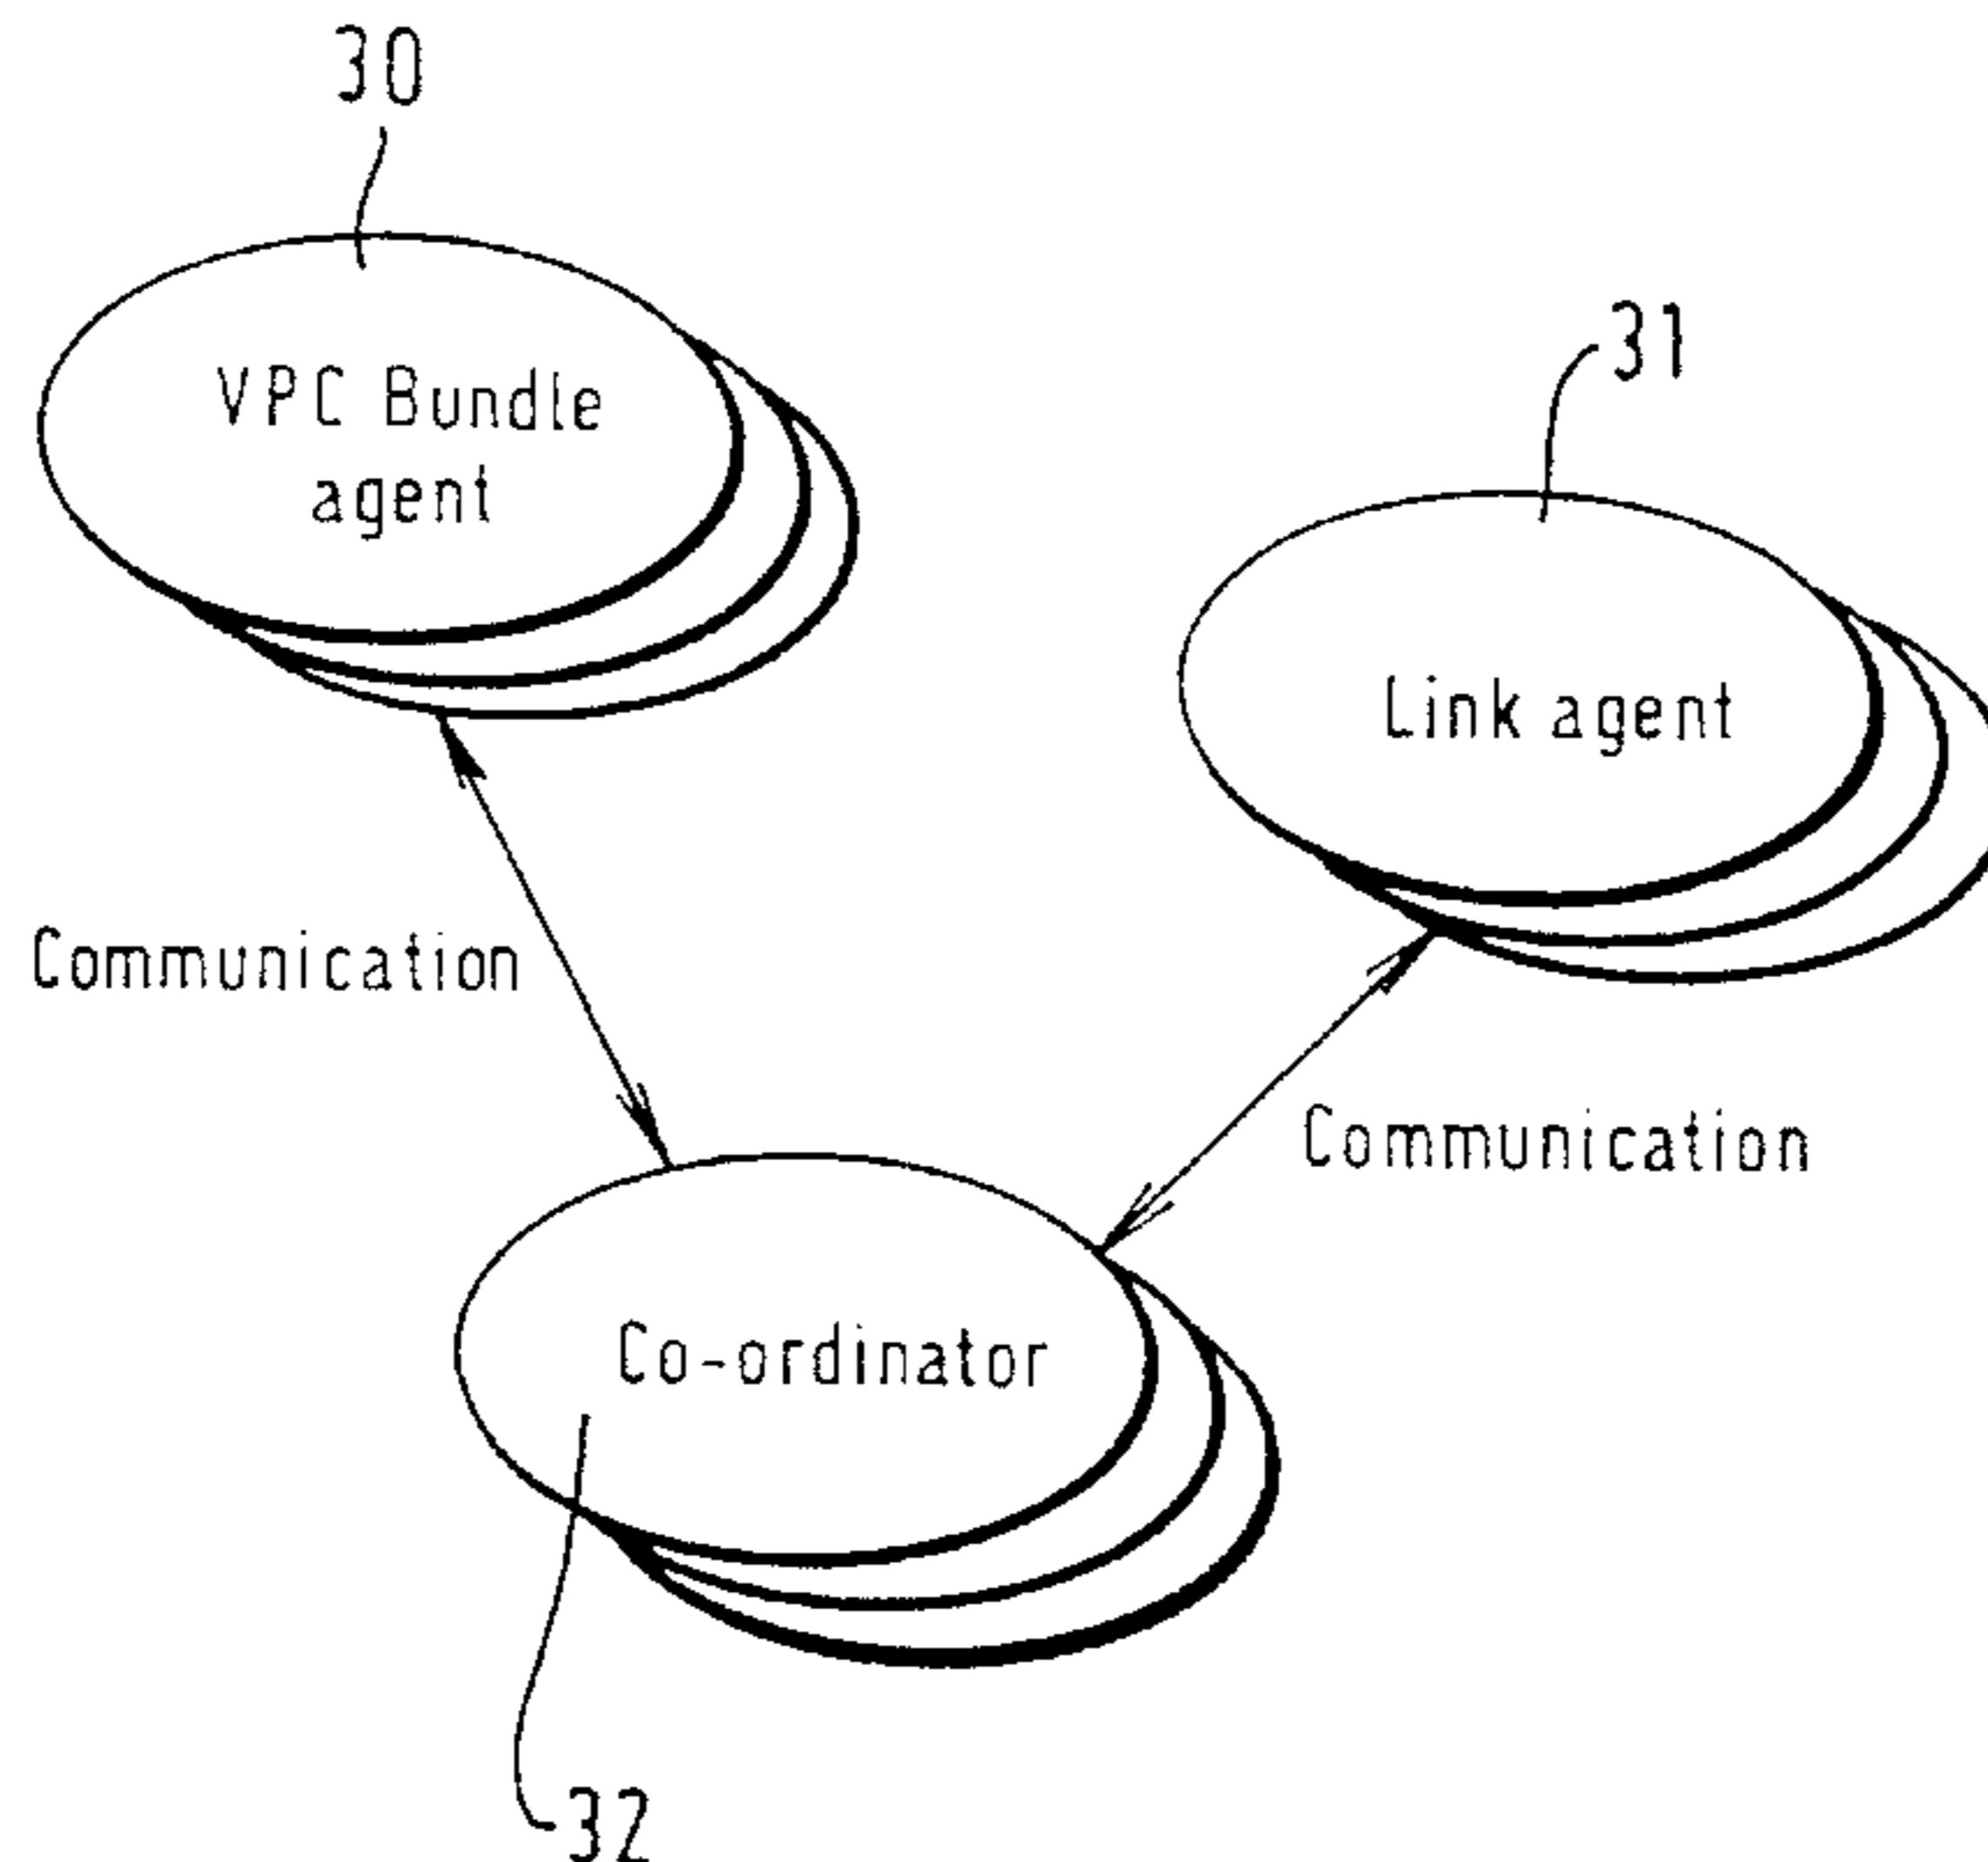 30
VPC Bundle
agent
31
Link agent
Communication
Communication
Co-ordinator
32